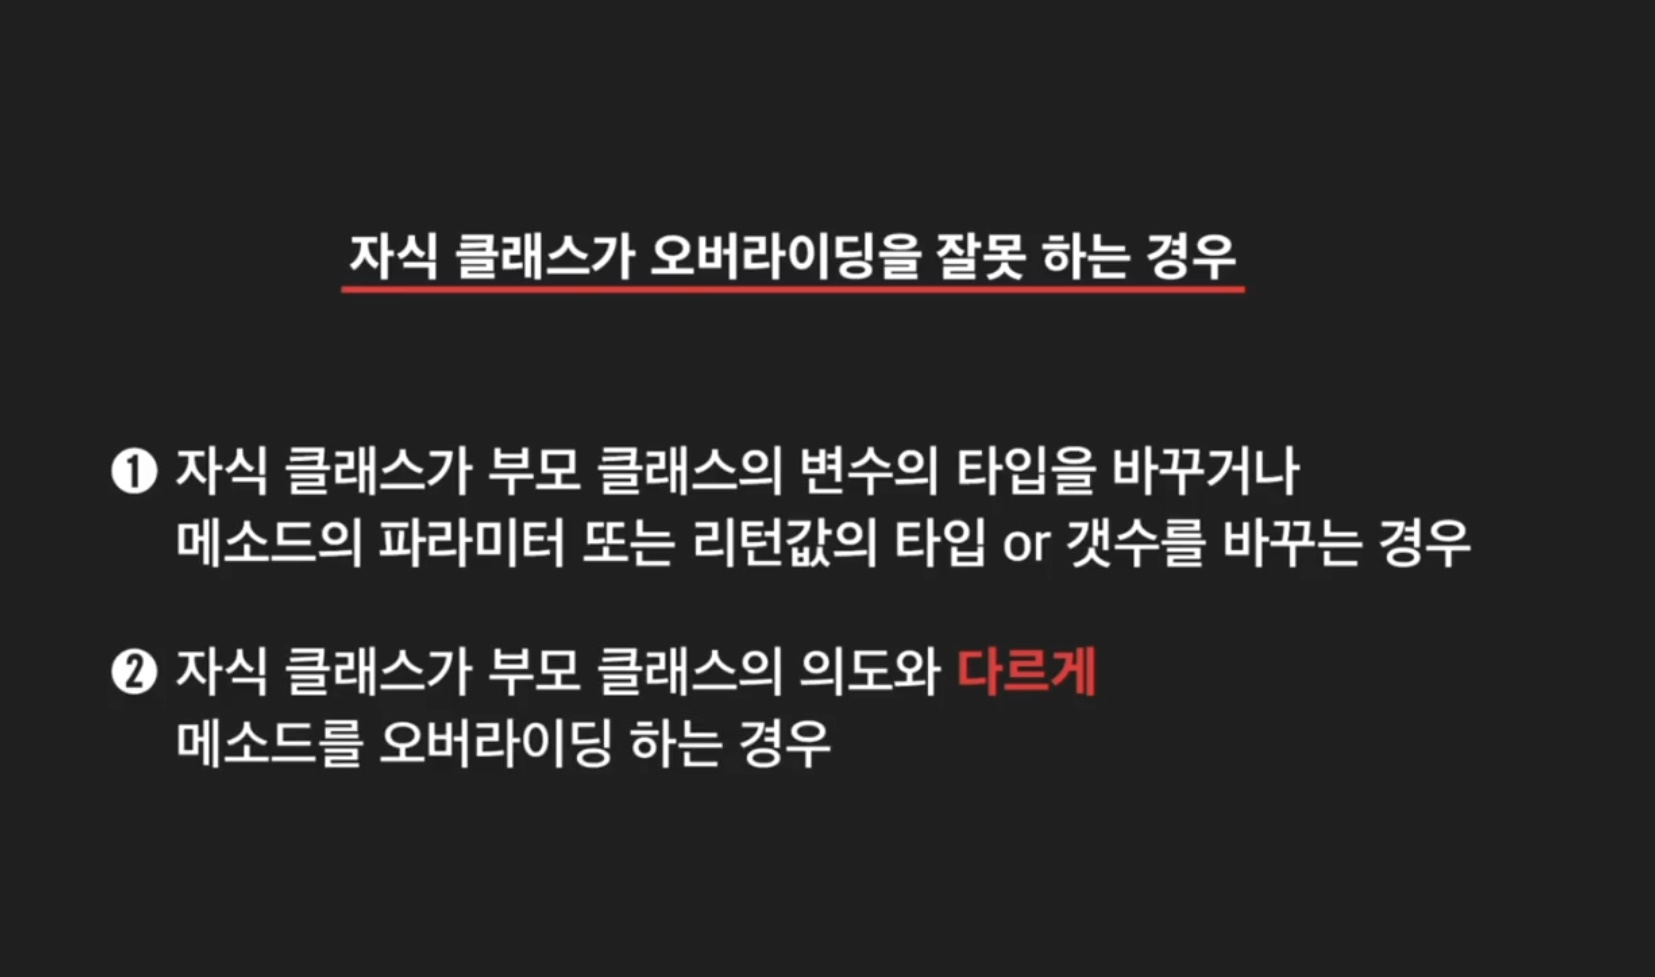 자식 클래스가 오버라이딩을 잘못 하는 경우
❶ 자식 클래스가 부모 클래스의 변수의 타입을 바꾸거나
메소드의 파라미터 또는 리턴값의 타입 or 갯수를 바꾸는 경우
❷ 자식 클래스가 부모 클래스의 의도와 다르게
메소드를 오버라이딩 하는 경우